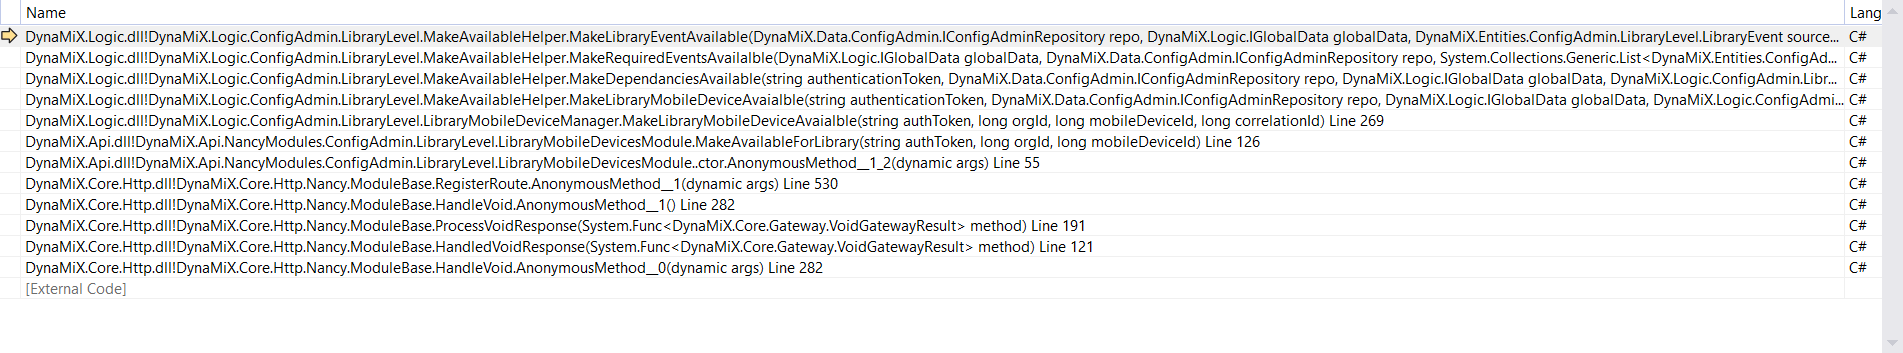 Name Lang
DynaMiX.Logic.dll!DynaMiX.Logic.ConfigAdmin.LibraryLevel.MakeAvailableHelper.MakeLibraryEventAvailable(DynaMiX.Data.ConfigAdmin.IConfigAdminRepository repo, DynaMiX.Logic.IGlobalData globalData, DynaMiX.Entities.ConfigAdmin.LibraryLevel.LibraryEvent source... C#
DynaMiX.Logic.dll!DynaMiX.Logic.ConfigAdmin.LibraryLevel.MakeAvailableHelper.MakeRequiredEventsAvailalble(DynaMiX.Logic.IGlobalData globalData, DynaMiX.Data.ConfigAdmin.IConfigAdminRepository repo, System.Collections.Generic.List<DynaMiX.Entities.ConfigAd... C#
DynaMiX.Logic.dll!DynaMiX.Logic.ConfigAdmin.LibraryLevel.MakeAvailableHelper.MakeDependanciesAvailable(string authenticationToken, DynaMiX.Data.ConfigAdmin.IConfigAdminRepository repo, DynaMiX.Logic.IGlobalData globalData, DynaMiX.Logic.ConfigAdmin.Libr... C#
DynaMiX.Logic.dll!DynaMiX.Logic.ConfigAdmin.LibraryLevel.MakeAvailableHelper.MakeLibraryMobileDeviceAvaialble(string authenticationToken, DynaMiX.Data.ConfigAdmin.IConfigAdminRepository repo, DynaMiX.Logic.IGlobalData globalData, DynaMiX.Logic.ConfigAdmi... C#
DynaMiX.Logic.dll!DynaMiX.Logic.ConfigAdmin.LibraryLevel.LibraryMobileDeviceManager.MakeLibraryMobileDeviceAvaialble(string authToken, long orgId, long mobileDeviceId, long correlationId) Line 269 C#
DynaMiX.Api.dll!DynaMiX.Api.NancyModules.ConfigAdmin.LibraryLevel.LibraryMobileDevicesModule.MakeAvailableForLibrary(string authToken, long orgId, long mobileDeviceId) Line 126 C#
DynaMiX.Api.dll!DynaMiX.Api.NancyModules.ConfigAdmin.LibraryLevel.LibraryMobileDevicesModule..ctor.AnonymousMethod__1_2(dynamic args) Line 55 C#
DynaMiX.Core.Http.dll!DynaMiX.Core.Http.Nancy.ModuleBase.RegisterRoute.AnonymousMethod__1(dynamic args) Line 530 C#
DynaMiX.Core.Http.dll!DynaMiX.Core.Http.Nancy.ModuleBase.HandleVoid.AnonymousMethod__1() Line 282 C#
DynaMiX.Core.Http.dll!DynaMiX.Core.Http.Nancy.ModuleBase.ProcessVoidResponse(System.Func<DynaMiX.Core.Gateway.VoidGatewayResult> method) Line 191 C#
DynaMiX.Core.Http.dll!DynaMiX.Core.Http.Nancy.ModuleBase.HandledVoidResponse(System.Func<DynaMiX.Core.Gateway.VoidGatewayResult> method) Line 121 C#
DynaMiX.Core.Http.dll!DynaMiX.Core.Http.Nancy.ModuleBase.HandleVoid.AnonymousMethod__0(dynamic args) Line 282 C#
[External Code]